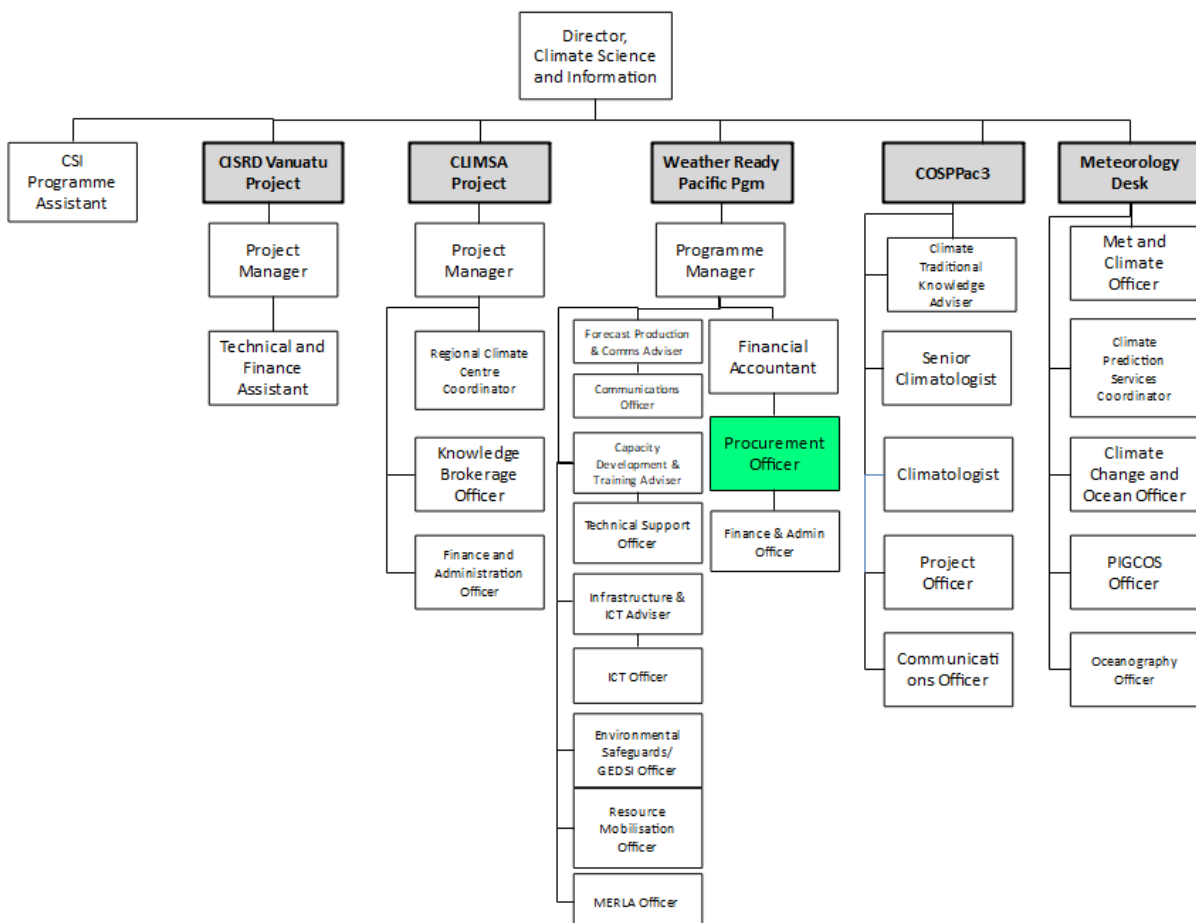 Director,
Climate Science
and Information
CSI
Programme
Assistant
CISRD Vanuatu
Project
CLIMSA
Project
Weather Ready
Pacific Pgm
COSPPac3
Meteorology
Desk
Project
Manager
Technical and
Finance
Assistant
Project
Manager
Regional Climate
Centre
Coordinator
Knowledge
Brokerage
Officer
Finance and
Administration
Officer
Programme
Manager
Forecast Production
& Comms Adviser
Communications
Officer
Capacity
Development &
Training Adviser
Technical Support
Officer
Infrastructure &
ICT Adviser
ICT Officer
Environmental
Safeguards/
GEDSI Officer
Resource
Mobilisation
Officer
MERLA Officer
Financial
Accountant
Procurement
Officer
Finance & Admin
Officer
Climate
Traditional
Knowledge
Adviser
Senior
Climatologist
Climatologist
Project
Officer
Communicati
ons Officer
Met and
Climate
Officer
Climate
Prediction
Services
Coordinator
Climate
Change and
Ocean Officer
PIGCOS
Officer
Oceanography
Officer